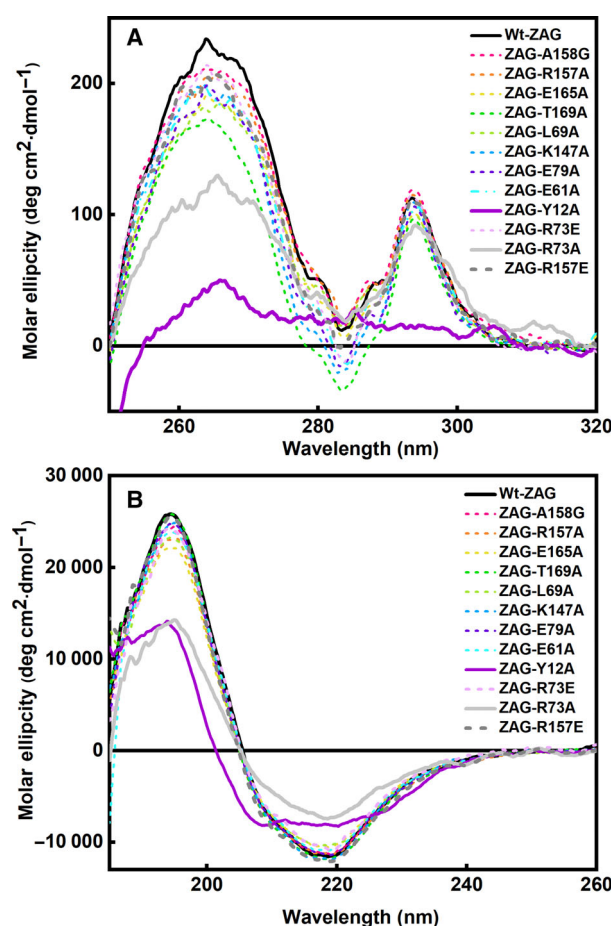 A
Molar ellipcity (deg cm²·dmol⁻¹)
200
100
0
260
280
300
320
Wavelength (nm)
Wt-ZAG
ZAG-A158G
ZAG-R157A
ZAG-E165A
ZAG-T169A
ZAG-L69A
ZAG-K147A
ZAG-E79A
ZAG-E61A
ZAG-Y12A
ZAG-R73E
ZAG-R73A
ZAG-R157E
B
Molar ellipcity (deg cm²·dmol⁻¹)
30 000
20 000
10 000
0
−10 000
200
220
240
260
Wavelength (nm)
Wt-ZAG
ZAG-A158G
ZAG-R157A
ZAG-E165A
ZAG-T169A
ZAG-L69A
ZAG-K147A
ZAG-E79A
ZAG-E61A
ZAG-Y12A
ZAG-R73E
ZAG-R73A
ZAG-R157E